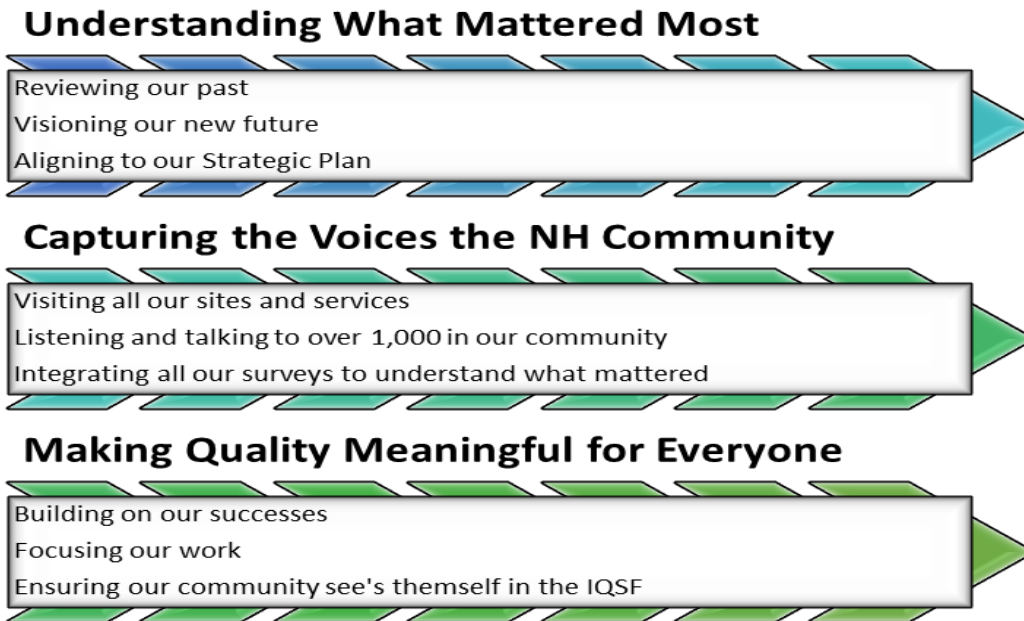 Understanding What Mattered Most
Reviewing our past
Visioning our new future
Aligning to our Strategic Plan
Capturing the Voices the NH Community
Visiting all our sites and services
Listening and talking to over 1,000 in our community
Integrating all our surveys to understand what mattered
Making Quality Meaningful for Everyone
Building on our successes
Focusing our work
Ensuring our community see's themself in the IQSF